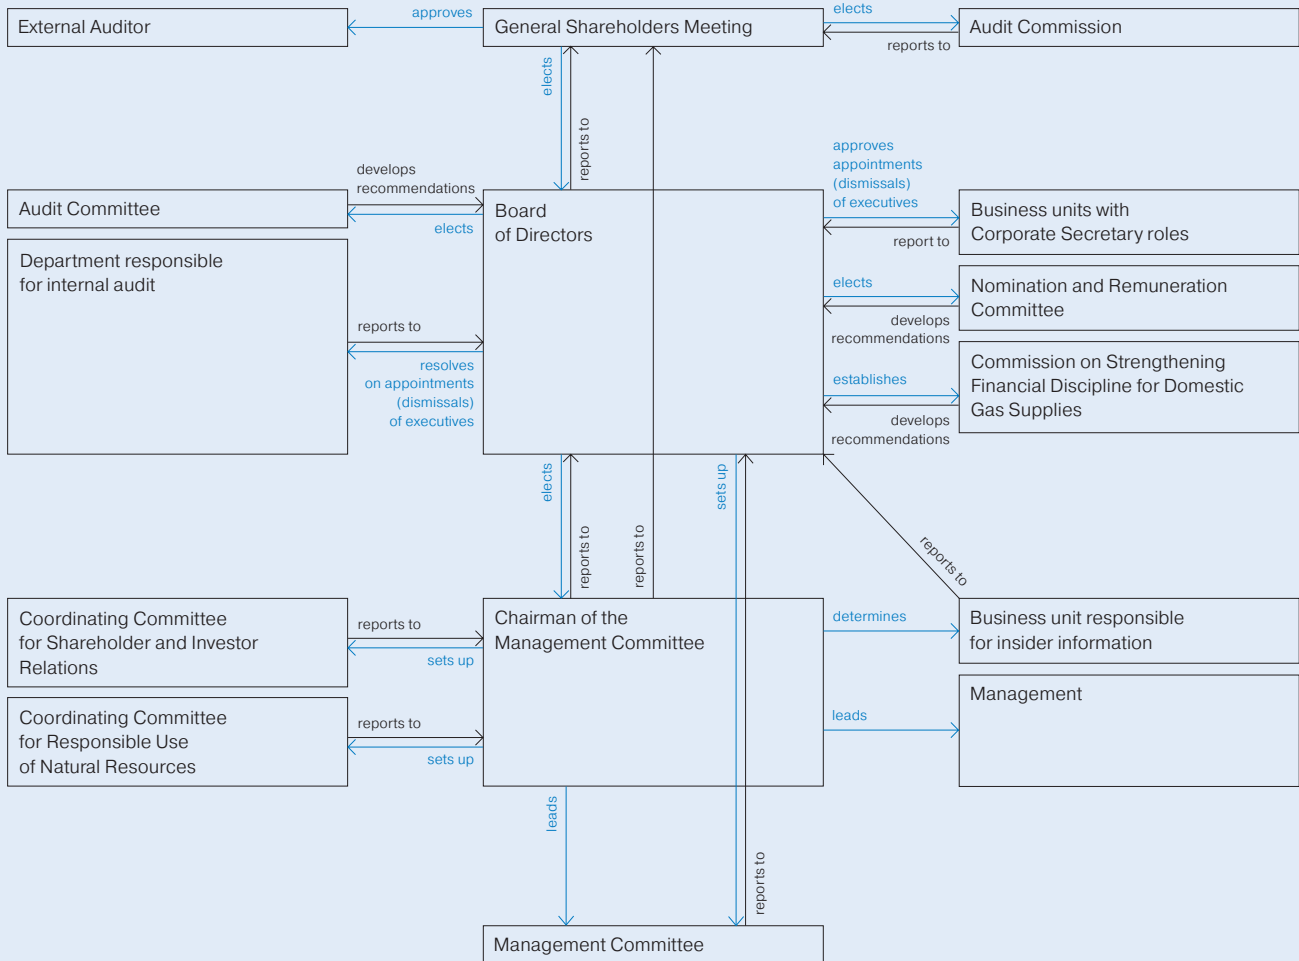 External Auditor
approves
General Shareholders Meeting
elects
reports to
Audit Commission
elects
reports to
Audit Committee
develops
recommendations
elects
Board
of Directors
approves
appointments
(dismissals)
of executives
report to
Business units with
Corporate Secretary roles
Department responsible
for internal audit
reports to
resolves
on appointments
(dismissals)
of executives
elects
develops
recommendations
Nomination and Remuneration
Committee
establishes
develops
recommendations
Commission on Strengthening
Financial Discipline for Domestic
Gas Supplies
elects
reports to
reports to
sets up
reports to
Coordinating Committee
for Shareholder and Investor
Relations
reports to
sets up
Chairman of the
Management Committee
determines
Business unit responsible
for insider information
Coordinating Committee
for Responsible Use
of Natural Resources
reports to
sets up
leads
Management
leads
reports to
Management Committee